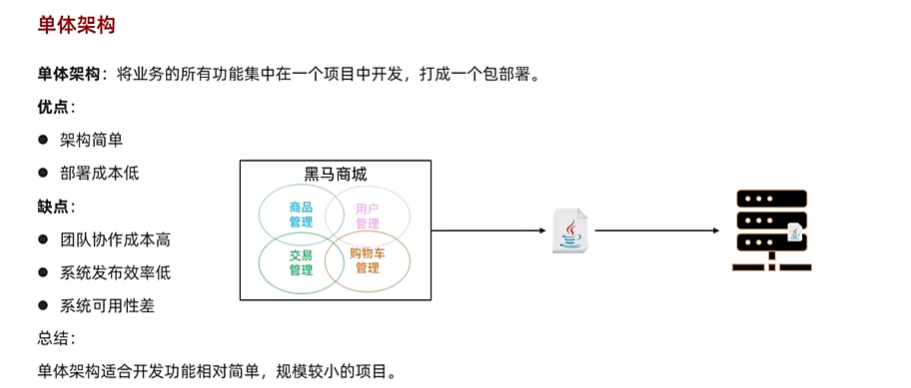 单体架构
单体架构：将业务的所有功能集中在一个项目中开发，打成一个包部署。
优点：
● 架构简单
● 部署成本低
缺点：
● 团队协作成本高
● 系统发布效率低
● 系统可用性差
总结：
单体架构适合开发功能相对简单，规模较小的项目。
黑马商城
商品
管理
用户
管理
交易
管理
购物车
管理